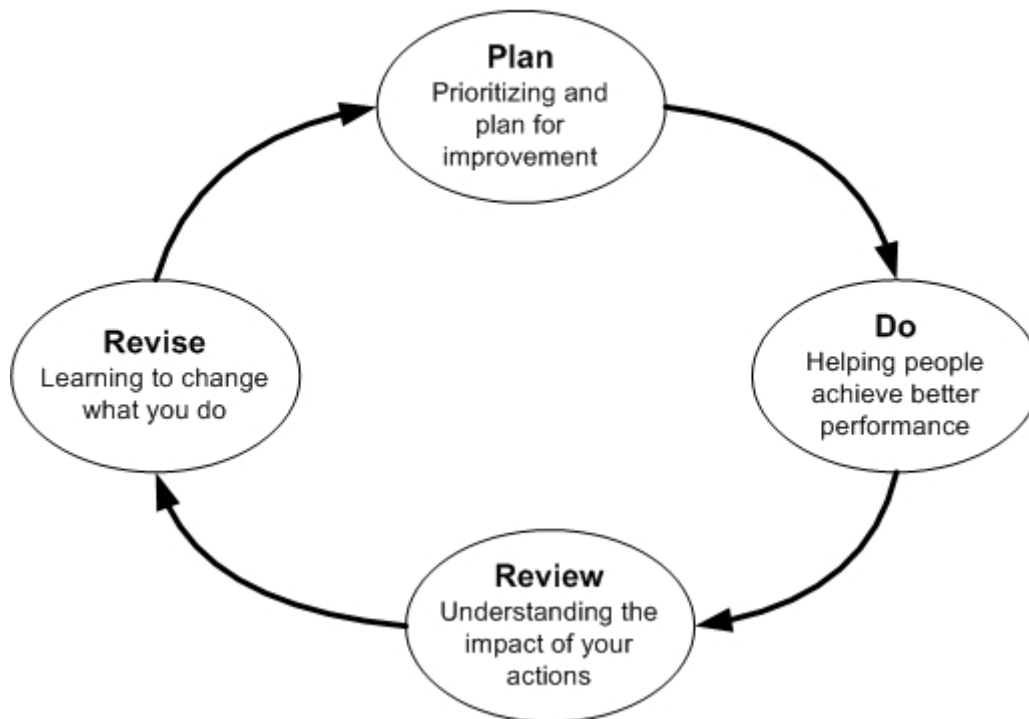 Plan
Prioritizing and
plan for
improvement
Do
Helping people
achieve better
performance
Review
Understanding the
impact of your
actions
Revise
Learning to change
what you do